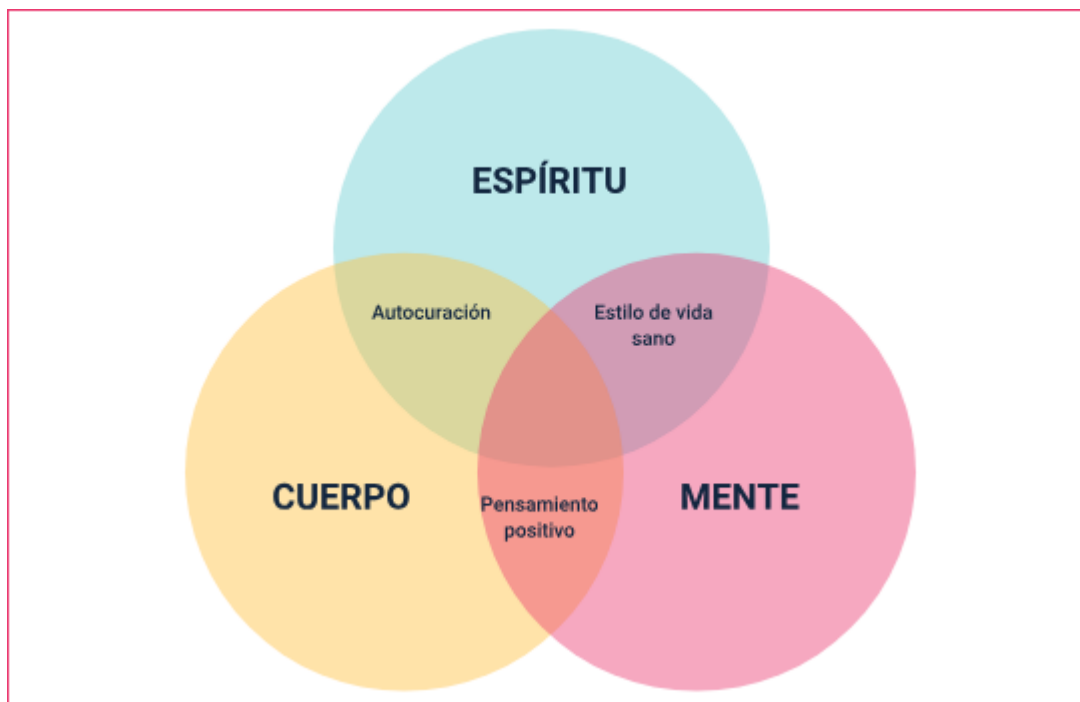 ESPÍRITU
Autocuración
Estilo de vida
sano
CUERPO
Pensamiento
positivo
MENTE